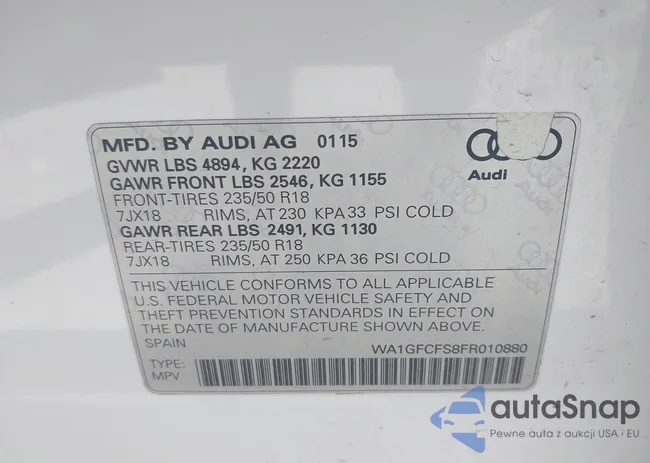 MFD. BY AUDI AG 0115
GVWR LBS 4894, KG 2220
GAWR FRONT LBS 2546, KG 1155
FRONT-TIRES 235/50 R18
7JX18 RIMS, AT 230 KPA 33 PSI COLD
GAWR REAR LBS 2491, KG 1130
REAR-TIRES 235/50 R18
7JX18 RIMS, AT 250 KPA 36 PSI COLD
Audi
THIS VEHICLE CONFORMS TO ALL APPLICABLE
U.S. FEDERAL MOTOR VEHICLE SAFETY AND
THEFT PREVENTION STANDARDS IN EFFECT ON
THE DATE OF MANUFACTURE SHOWN ABOVE.
SPAIN
WA1GFCFS8FR010880
TYPE:
MPV
autaSnap
Pewne auta z aukcji USA i EU